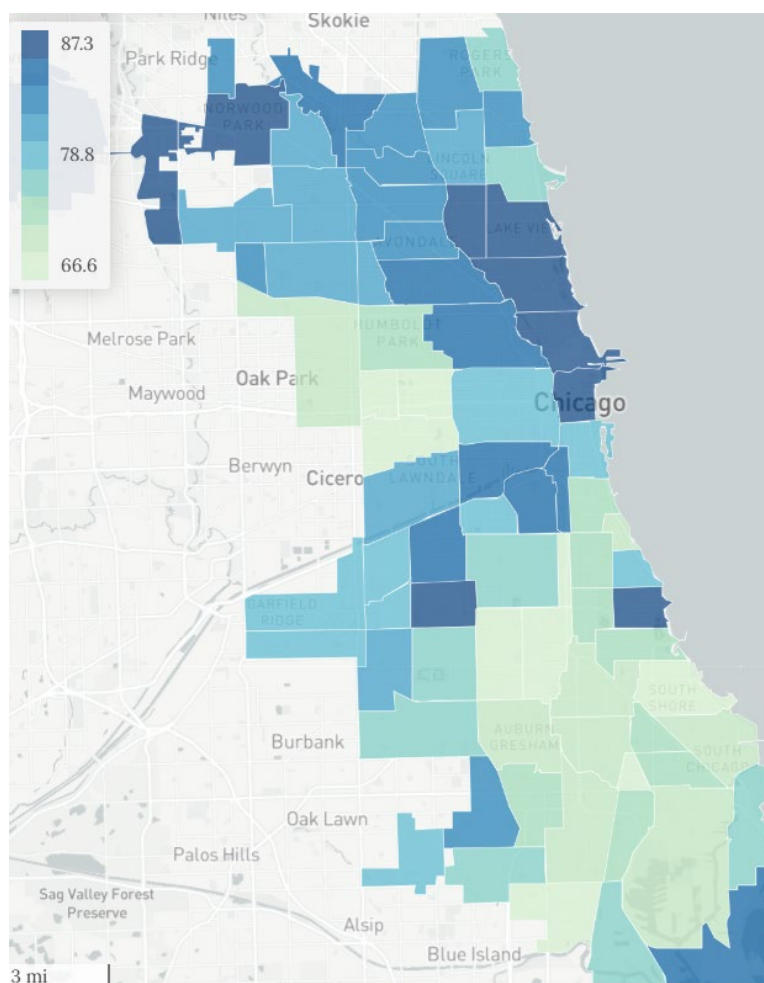 Niles
Skokie
87.3
Park Ridge
ROGERS
PARK
NORWOOD
PARK
78.8
LINCOLN
SQUARE
LAKE VIEW
AVONDALE
66.6
HUMBOLDT
PARK
Melrose Park
Oak Park
Maywood
Chicago
Berwyn
Cicero
SOUTH
LAWNDALE
GARFIELD
RIDGE
SOUTH
SHORE
Burbank
AUBURN
GRESHAM
SOUTH
CHICAGO
Oak Lawn
Palos Hills
Sag Valley Forest
Preserve
Alsip
Blue Island
3 mi